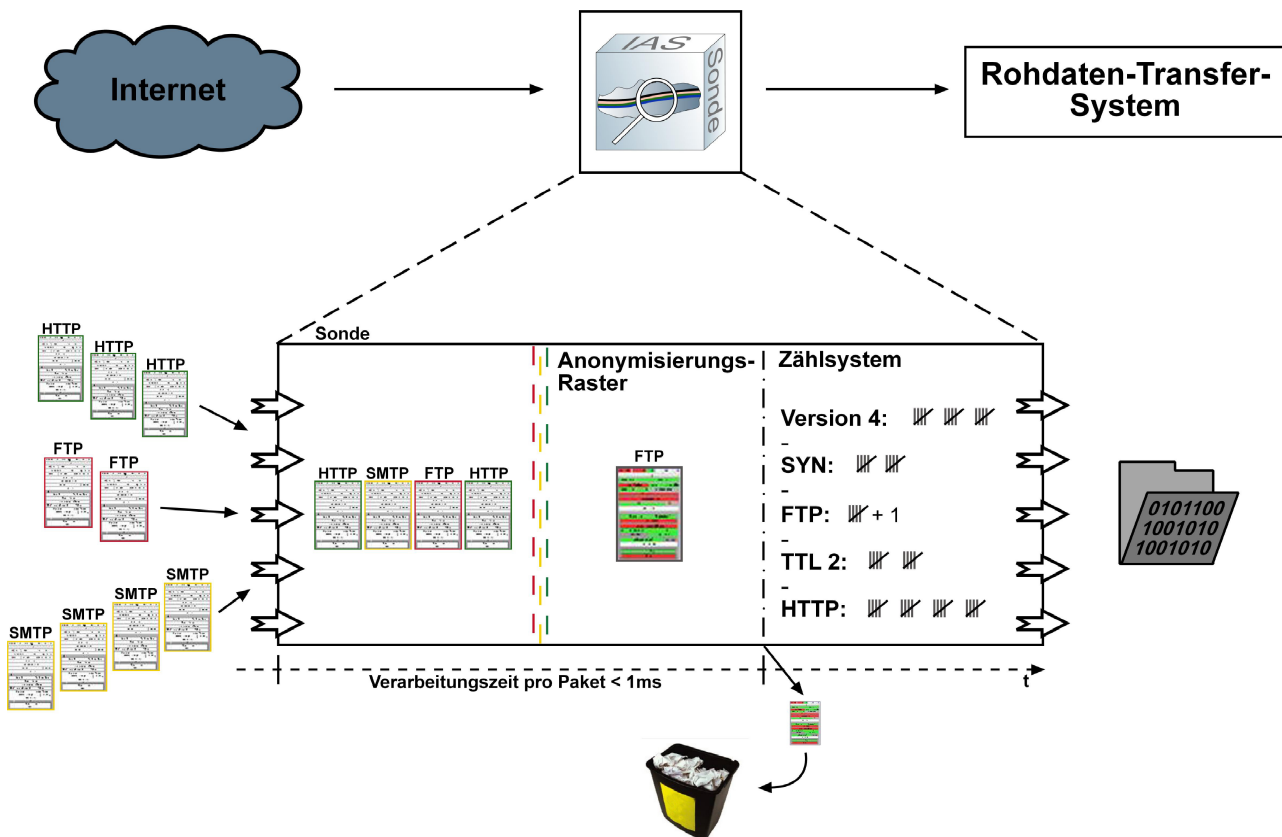 Internet
IAS
Sonde
Rohdaten-Transfer-
System
Sonde
HTTP
HTTP
HTTP
FTP
FTP
SMTP
SMTP
SMTP
SMTP
HTTP SMTP FTP HTTP
Anonymisierungs-
Raster
FTP
Zählsystem
Version 4:
-
SYN:
-
FTP: + 1
-
TTL 2:
-
HTTP:
0101100
1001010
1001010
Verarbeitungszeit pro Paket < 1ms
t